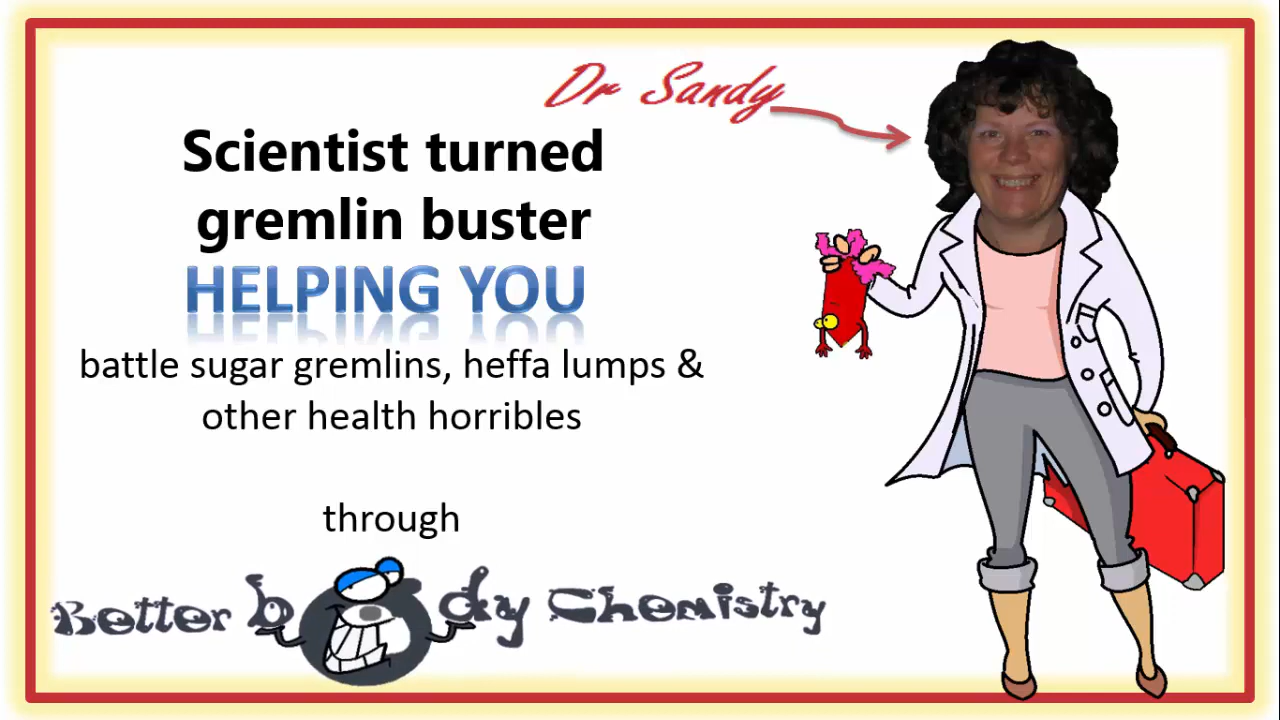 Dr Sandy
Scientist turned
gremlin buster
HELPING YOU
battle sugar gremlins, heffa lumps &
other health horribles
through
Better body Chemistry